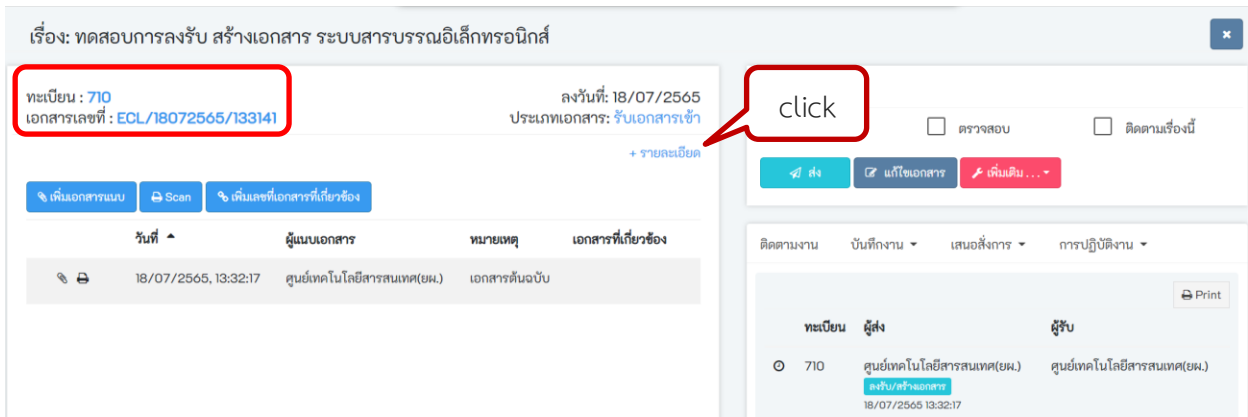 เรื่อง: ทดสอบการลงรับ สร้างเอกสาร ระบบสารบรรณอิเล็กทรอนิกส์
ทะเบียน : 710
เอกสารเลขที่ : ECL/18072565/133141
ลงวันที่: 18/07/2565
ประเภทเอกสาร: รับเอกสารเข้า
+ รายละเอียด
เพิ่มเอกสารแนบ Scan เพิ่มเลขที่เอกสารที่เกี่ยวข้อง
วันที่ ผู้แนบเอกสาร หมายเหตุ เอกสารที่เกี่ยวข้อง
18/07/2565, 13:32:17 ศูนย์เทคโนโลยีสารสนเทศ(ยผ.) เอกสารต้นฉบับ
click
ตรวจสอบ ติดตามเรื่องนี้
ส่ง แก้ไขเอกสาร เพิ่มเติม . . .
ติดตามงาน บันทึกงาน เสนอสั่งการ การปฏิบัติงาน
Print
ทะเบียน ผู้ส่ง ผู้รับ
710 ศูนย์เทคโนโลยีสารสนเทศ(ยผ.) ศูนย์เทคโนโลยีสารสนเทศ(ยผ.)
ลงรับ/สร้างเอกสาร
18/07/2565 13:32:17